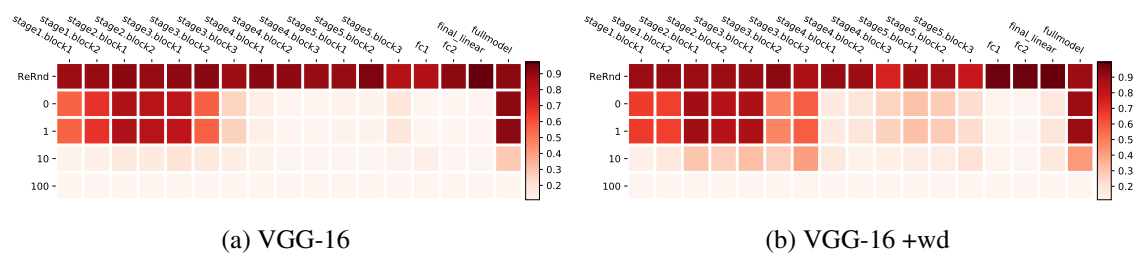 stage1.block1
stage1.block2
stage2.block1
stage2.block2
stage3.block1
stage3.block2
stage3.block3
stage4.block1
stage4.block2
stage4.block3
stage5.block1
stage5.block2
stage5.block3
fc1
fc2
final_linear
fullmodel
ReRnd
0
1
10
100
0.9
0.8
0.7
0.6
0.5
0.4
0.3
0.2
(a) VGG-16
stage1.block1
stage1.block2
stage2.block1
stage2.block2
stage3.block1
stage3.block2
stage3.block3
stage4.block1
stage4.block2
stage4.block3
stage5.block1
stage5.block2
stage5.block3
fc1
fc2
final_linear
fullmodel
ReRnd
0
1
10
100
0.9
0.8
0.7
0.6
0.5
0.4
0.3
0.2
(b) VGG-16 +wd